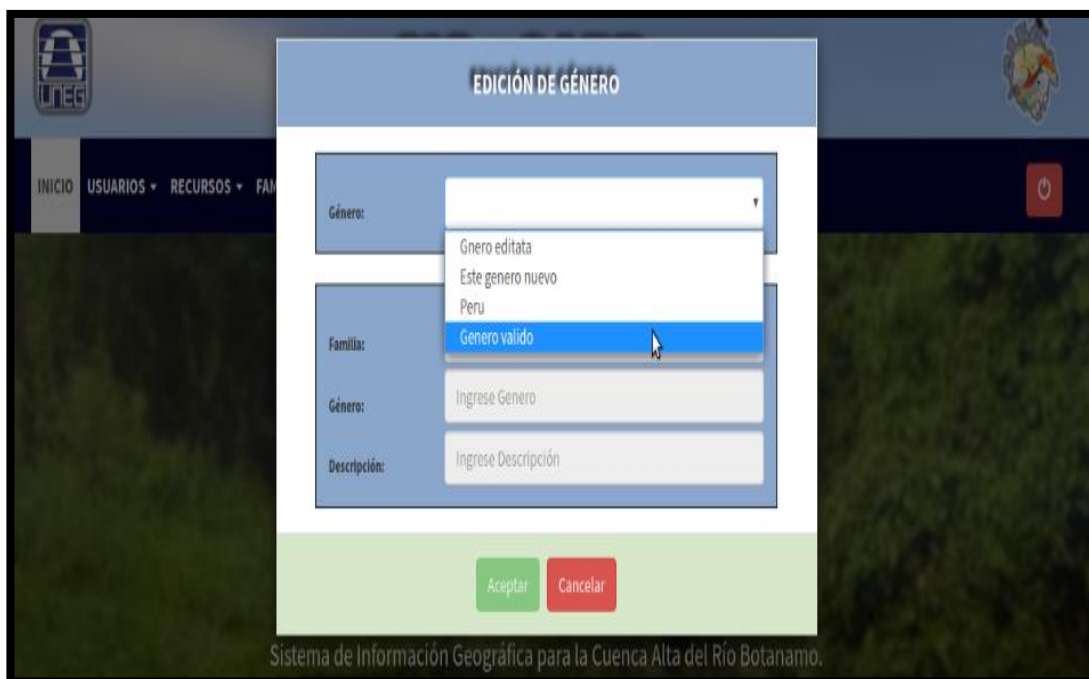 UNEG
EDICIÓN DE GÉNERO
INICIO USUARIOS RECURSOS
Género:
Gnero editata
Este genero nuevo
Peru
Genero valido
Familia:
Género:
Ingrese Genero
Descripción:
Ingrese Descripción
Aceptar
Cancelar
Sistema de Información Geográfica para la Cuenca Alta del Río Botanamo.